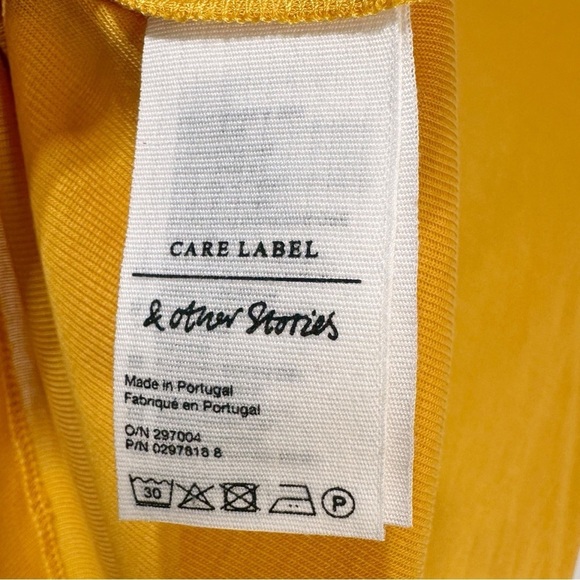 CARE LABEL
& other Stories
Made in Portugal
Fabriqué en Portugal
O/N 297004
P/N 0297818 8
30
P